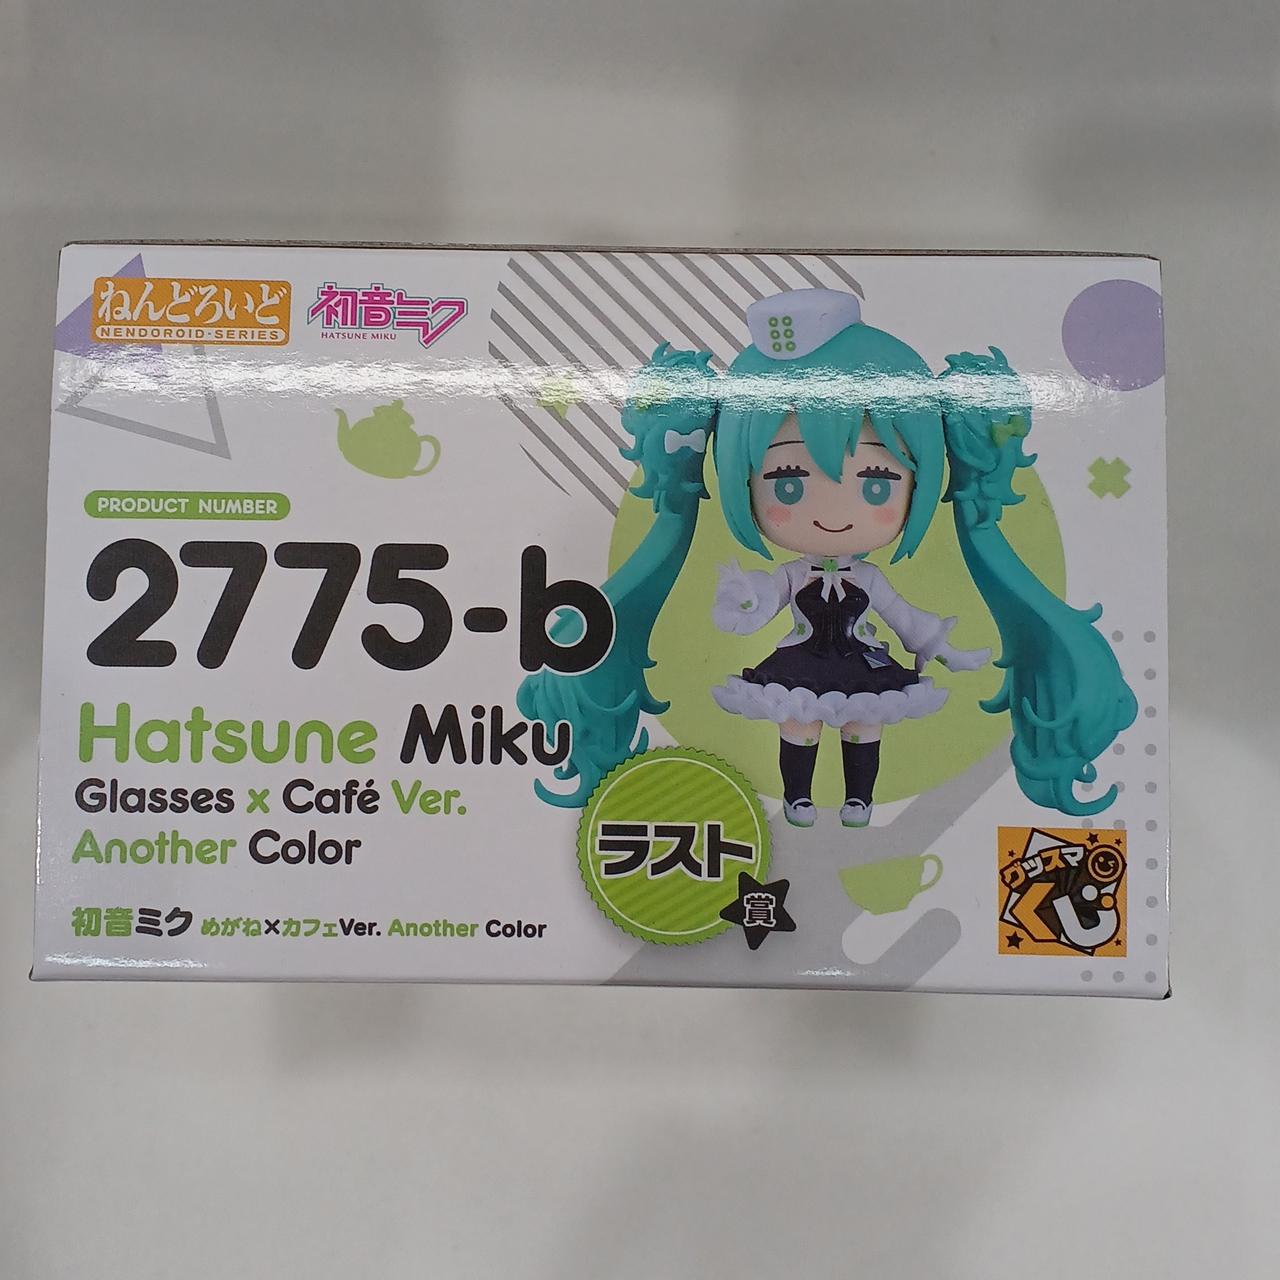 ねんどろいど
NENDOROID・SERIES
初音ミク
HATSUNE MIKU
PRODUCT NUMBER
2775-b
Hatsune Miku
Glasses x Café Ver.
Another Color
初音ミク めがね×カフェVer. Another Color
ラスト
賞
グッスマ
くじ